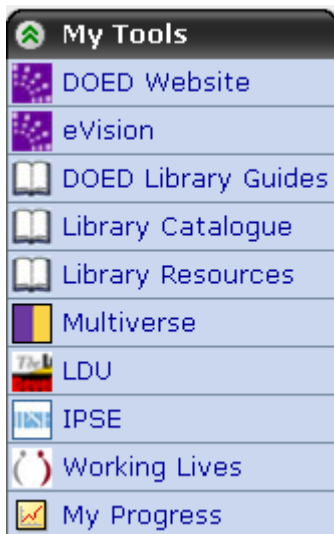 My Tools
DOED Website
eVision
DOED Library Guides
Library Catalogue
Library Resources
Multiverse
LDU
IPSE
Working Lives
My Progress